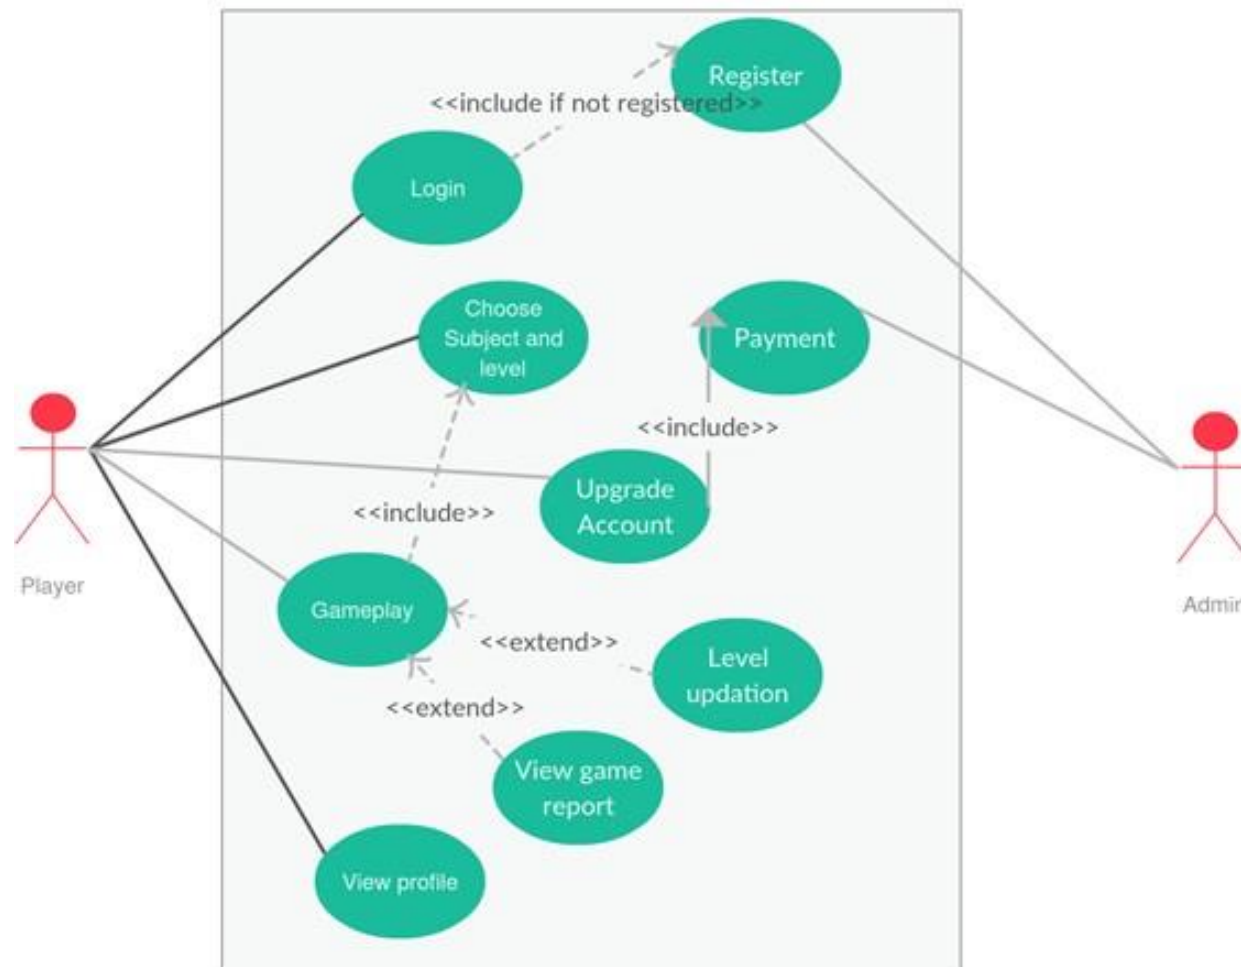 Register
<<include if not registered>>
Login
Choose
Subject and
level
Payment
<<include>>
Upgrade
Account
<<include>>
Player
Admin
Gameplay
<<extend>>
Level
updation
<<extend>>
View game
report
View profile